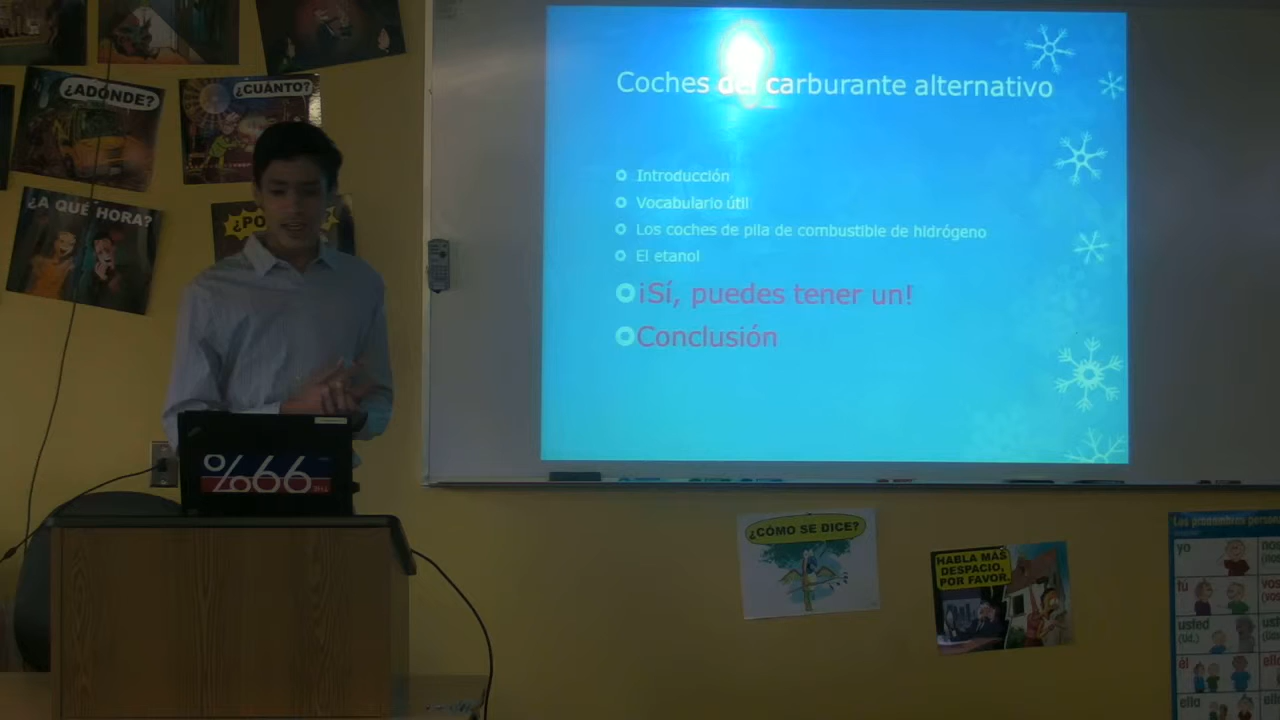 ¿ADÓNDE?
¿CUÁNTO?
¿A QUÉ HORA?
Coches del carburante alternativo
Introducción
Vocabulario útil
Los coches de pila de combustible de hidrógeno
El etanol
¡Sí, puedes tener un!
Conclusión
%66
¿CÓMO SE DICE?
HABLA MÁS
DESPACIO,
POR FAVOR.
yo
tú
usted
(Ud.)
él
ella